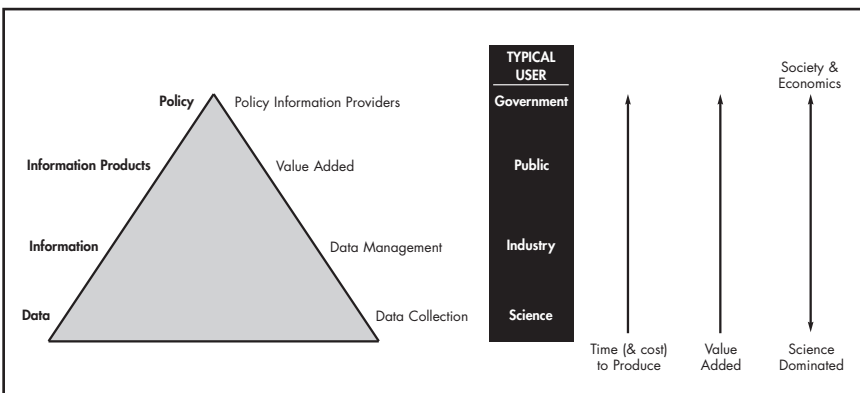 Policy
Policy Information Providers
Information Products
Value Added
Information
Data Management
Data
Data Collection
TYPICAL
USER
Government
Public
Industry
Science
Society &
Economics
Time (& cost)
to Produce
Value
Added
Science
Dominated